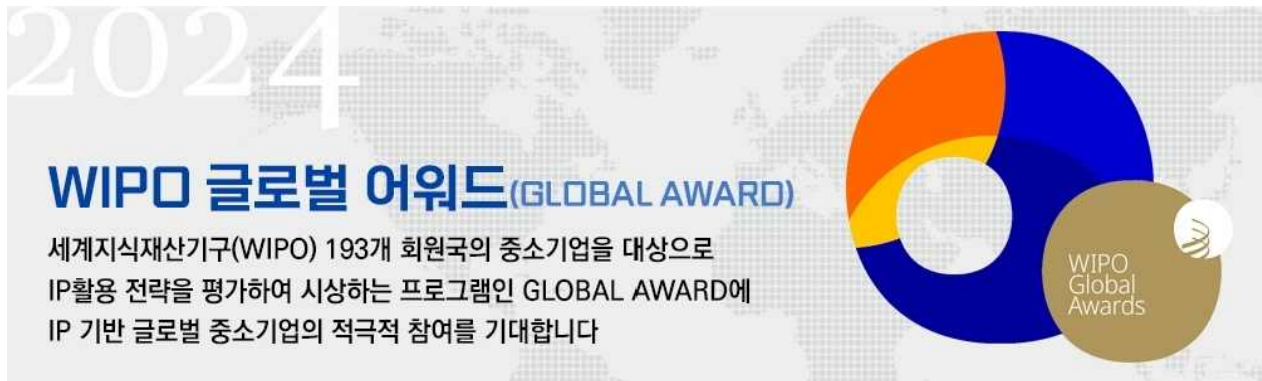 2024
WIPO 글로벌 어워드(GLOBAL AWARD)
세계지식재산기구(WIPO) 193개 회원국의 중소기업을 대상으로
IP활용 전략을 평가하여 시상하는 프로그램인 GLOBAL AWARD에
IP 기반 글로벌 중소기업의 적극적 참여를 기대합니다
WIPO
Global
Awards